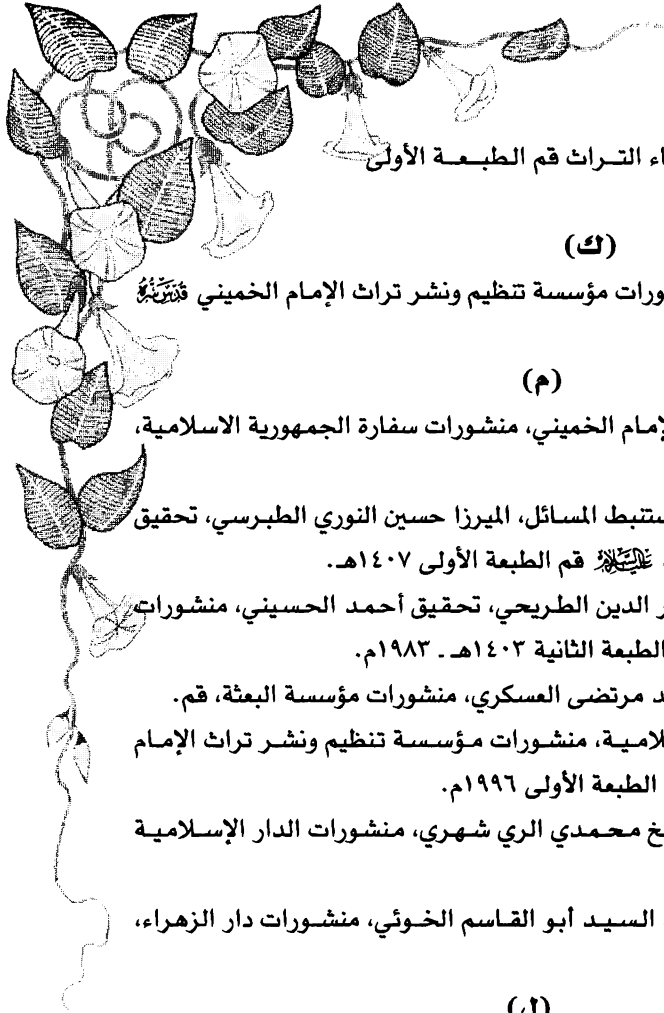 اء التراث قم الطبعة الأولى
(ك)
ورات مؤسسة تنظيم ونشر تراث الإمام الخميني قدس سره
(م)
إمام الخميني، منشورات سفارة الجمهورية الاسلامية،
ستنبط المسائل، الميرزا حسين النوري الطبرسي، تحقيق
عليه السلام قم الطبعة الأولى ١٤٠٧هـ.
ر الدين الطريحي، تحقيق أحمد الحسيني، منشورات
الطبعة الثانية ١٤٠٣هـ ـ ١٩٨٣م.
د مرتضى العسكري، منشورات مؤسسة البعثة، قم.
لامية، منشورات مؤسسة تنظيم ونشر تراث الإمام
الطبعة الأولى ١٩٩٦م.
خ محمدي الري شهري، منشورات الدار الإسلامية
السيد أبو القاسم الخوئي، منشورات دار الزهراء،